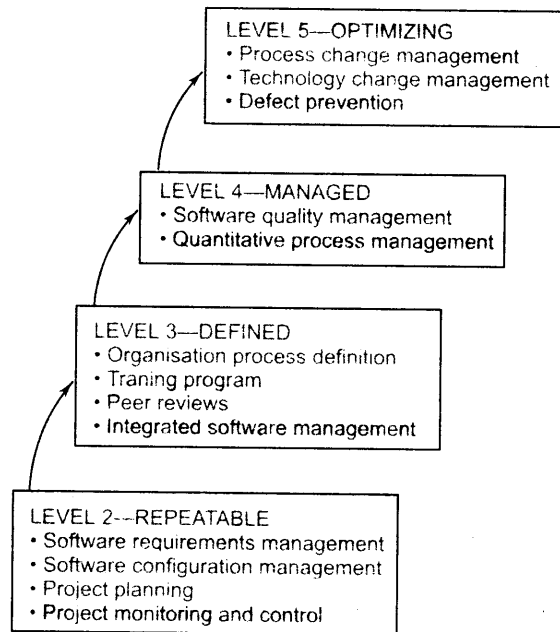 LEVEL 5—OPTIMIZING
• Process change management
• Technology change management
• Defect prevention
LEVEL 4—MANAGED
• Software quality management
• Quantitative process management
LEVEL 3—DEFINED
• Organisation process definition
• Traning program
• Peer reviews
• Integrated software management
LEVEL 2—REPEATABLE
• Software requirements management
• Software configuration management
• Project planning
• Project monitoring and control